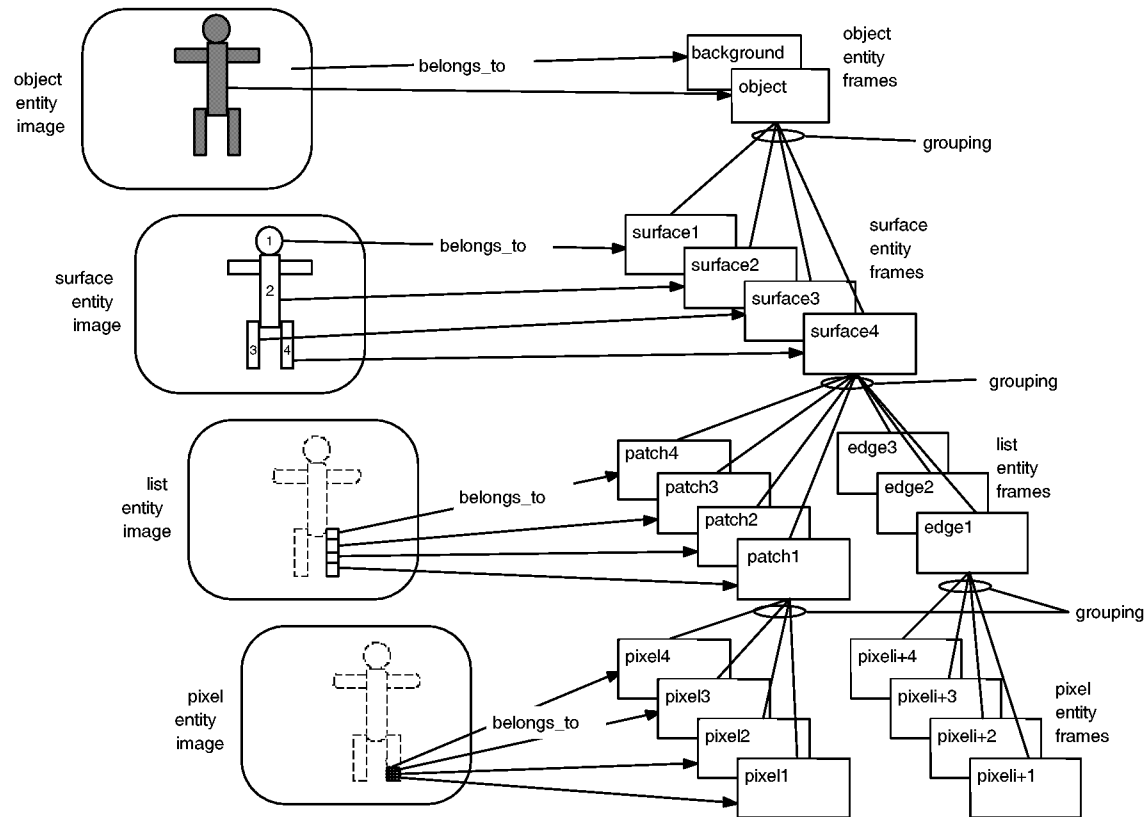 object
entity
image
belongs_to
background
object
object
entity
frames
grouping
surface
entity
image
1
2
3
4
belongs_to
surface1
surface2
surface3
surface4
surface
entity
frames
grouping
list
entity
image
belongs_to
patch4
patch3
patch2
patch1
edge3
edge2
edge1
list
entity
frames
grouping
pixel
entity
image
belongs_to
pixel4
pixel3
pixel2
pixel1
pixeli+4
pixeli+3
pixeli+2
pixeli+1
pixel
entity
frames